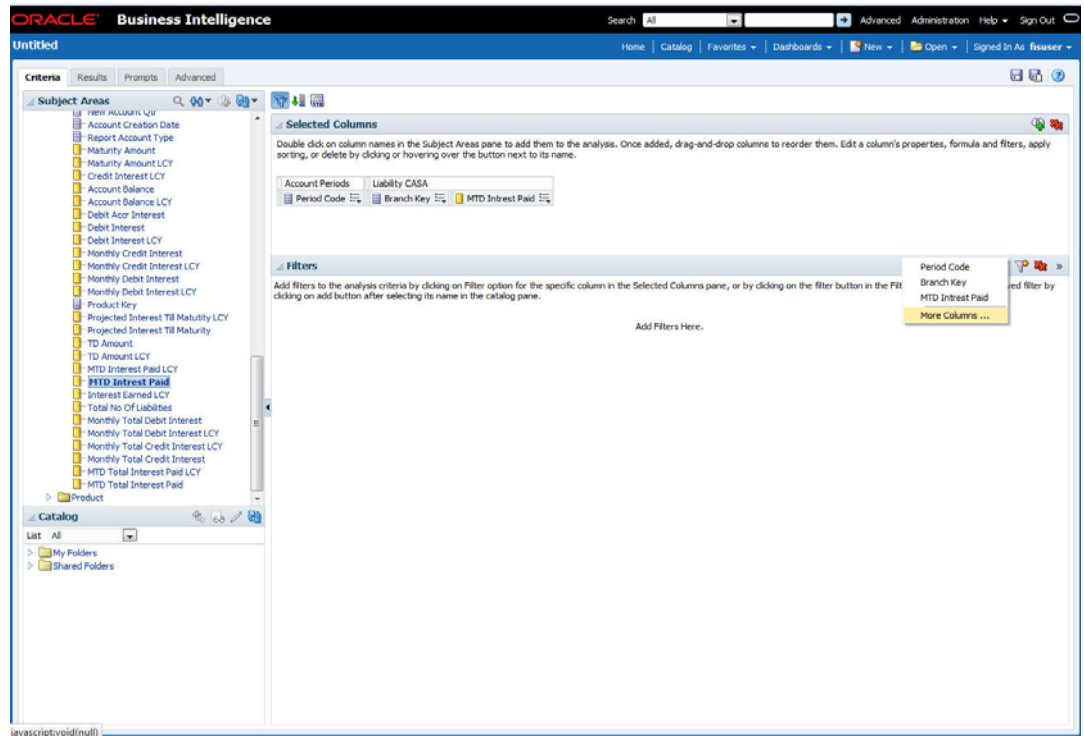 ORACLE Business Intelligence
Search All Advanced Administration Help Sign Out
Untitled
Home Catalog Favorites Dashboards New Open Signed In As fisuser
Criteria Results Prompts Advanced
Subject Areas
New Account Qtr
Account Creation Date
Report Account Type
Maturity Amount
Maturity Amount LCY
Credit Interest LCY
Account Balance
Account Balance LCY
Debit Accr Interest
Debit Interest
Debit Interest LCY
Monthly Credit Interest
Monthly Credit Interest LCY
Monthly Debit Interest
Monthly Debit Interest LCY
Product Key
Projected Interest Till Matutity LCY
Projected Interest Till Maturity
TD Amount
TD Amount LCY
MTD Interest Paid LCY
MTD Intrest Paid
Interest Earned LCY
Total No Of Liabilities
Monthly Total Debit Interest
Monthly Total Debit Interest LCY
Monthly Total Credit Interest LCY
Monthly Total Credit Interest
MTD Total Interest Paid LCY
MTD Total Interest Paid
Product
Catalog
List All
My Folders
Shared Folders
Selected Columns
Double click on column names in the Subject Areas pane to add them to the analysis. Once added, drag-and-drop columns to reorder them. Edit a column's properties, formula and filters, apply
sorting, or delete by clicking or hovering over the button next to its name.
Account Periods Liability CASA
Period Code Branch Key MTD Intrest Paid
Filters
Add filters to the analysis criteria by clicking on Filter option for the specific column in the Selected Columns pane, or by clicking on the filter button in the Filt ved filter by
clicking on add button after selecting its name in the catalog pane.
Add Filters Here.
Period Code
Branch Key
MTD Intrest Paid
More Columns ...
javascript:void(null)